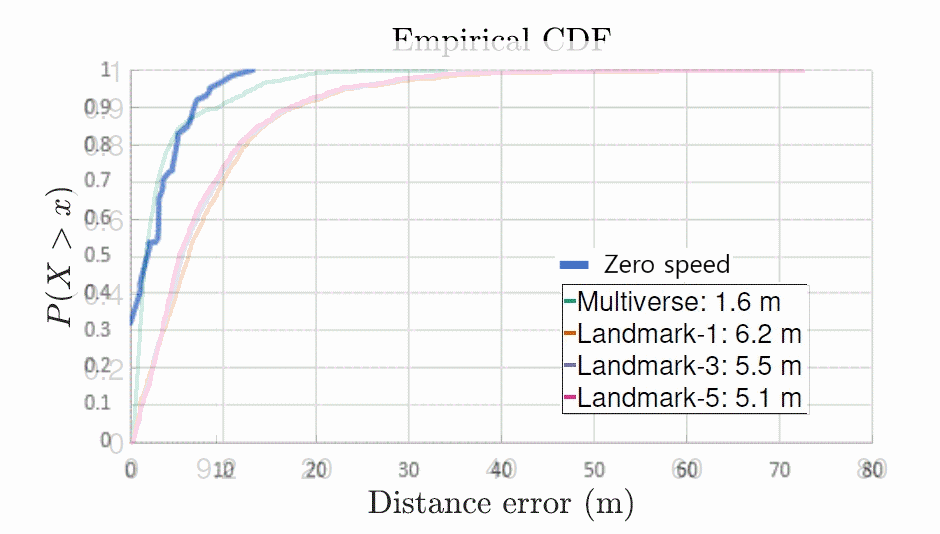 Empirical CDF
1
0.9
0.8
0.7
0.6
0.5
0.4
0.3
0.2
0.1
0
P(X > x)
Zero speed
Multiverse: 1.6 m
Landmark-1: 6.2 m
Landmark-3: 5.5 m
Landmark-5: 5.1 m
0 10 20 30 40 50 60 70 80
Distance error (m)